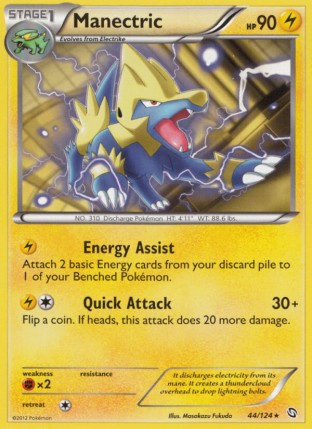 STAGE1 Manectric HP90
Evolves from Electrike
NO. 310. Discharge Pokémon. HT: 4'11" WT: 88.6 lbs.
Energy Assist
Attach 2 basic Energy cards from your discard pile to
1 of your Benched Pokémon.
Quick Attack 30+
Flip a coin. If heads, this attack does 20 more damage.
weakness resistance
×2
retreat
It discharges electricity from its
mane. It creates a thundercloud
overhead to drop lightning bolts.
©2012 Pokémon Illus. Masakazu Fukuda 44/124